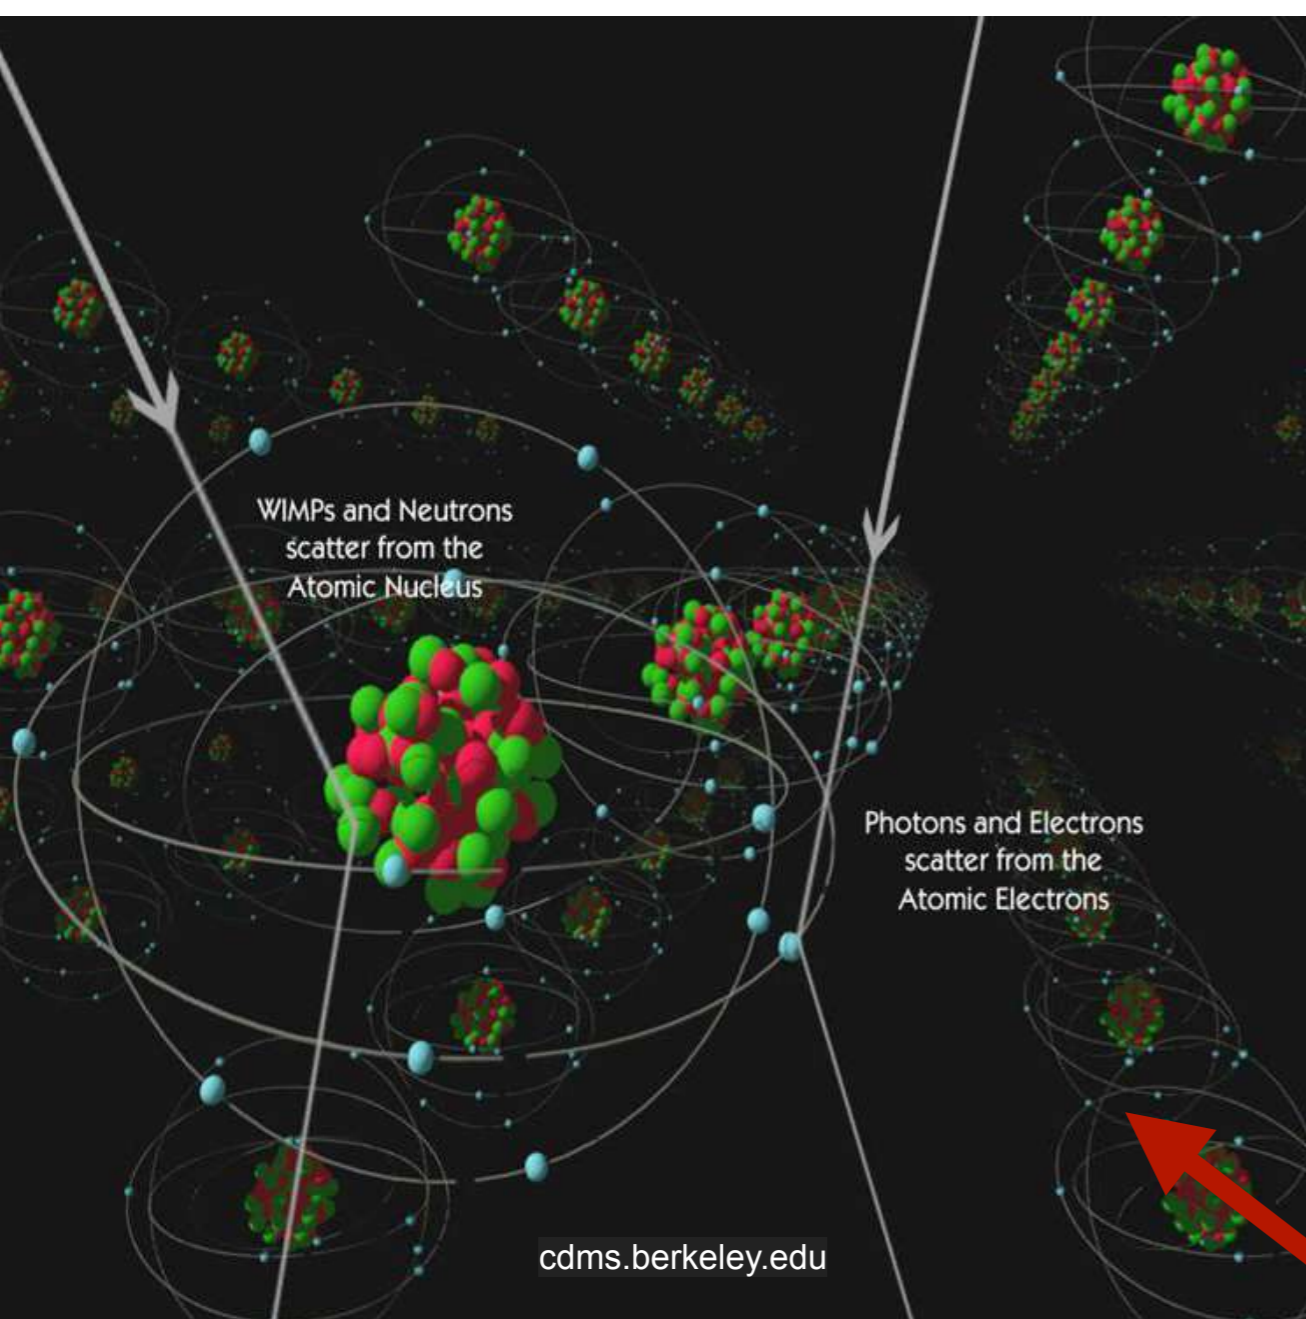 WIMPs and Neutrons
scatter from the
Atomic Nucleus
Photons and Electrons
scatter from the
Atomic Electrons
cdms.berkeley.edu